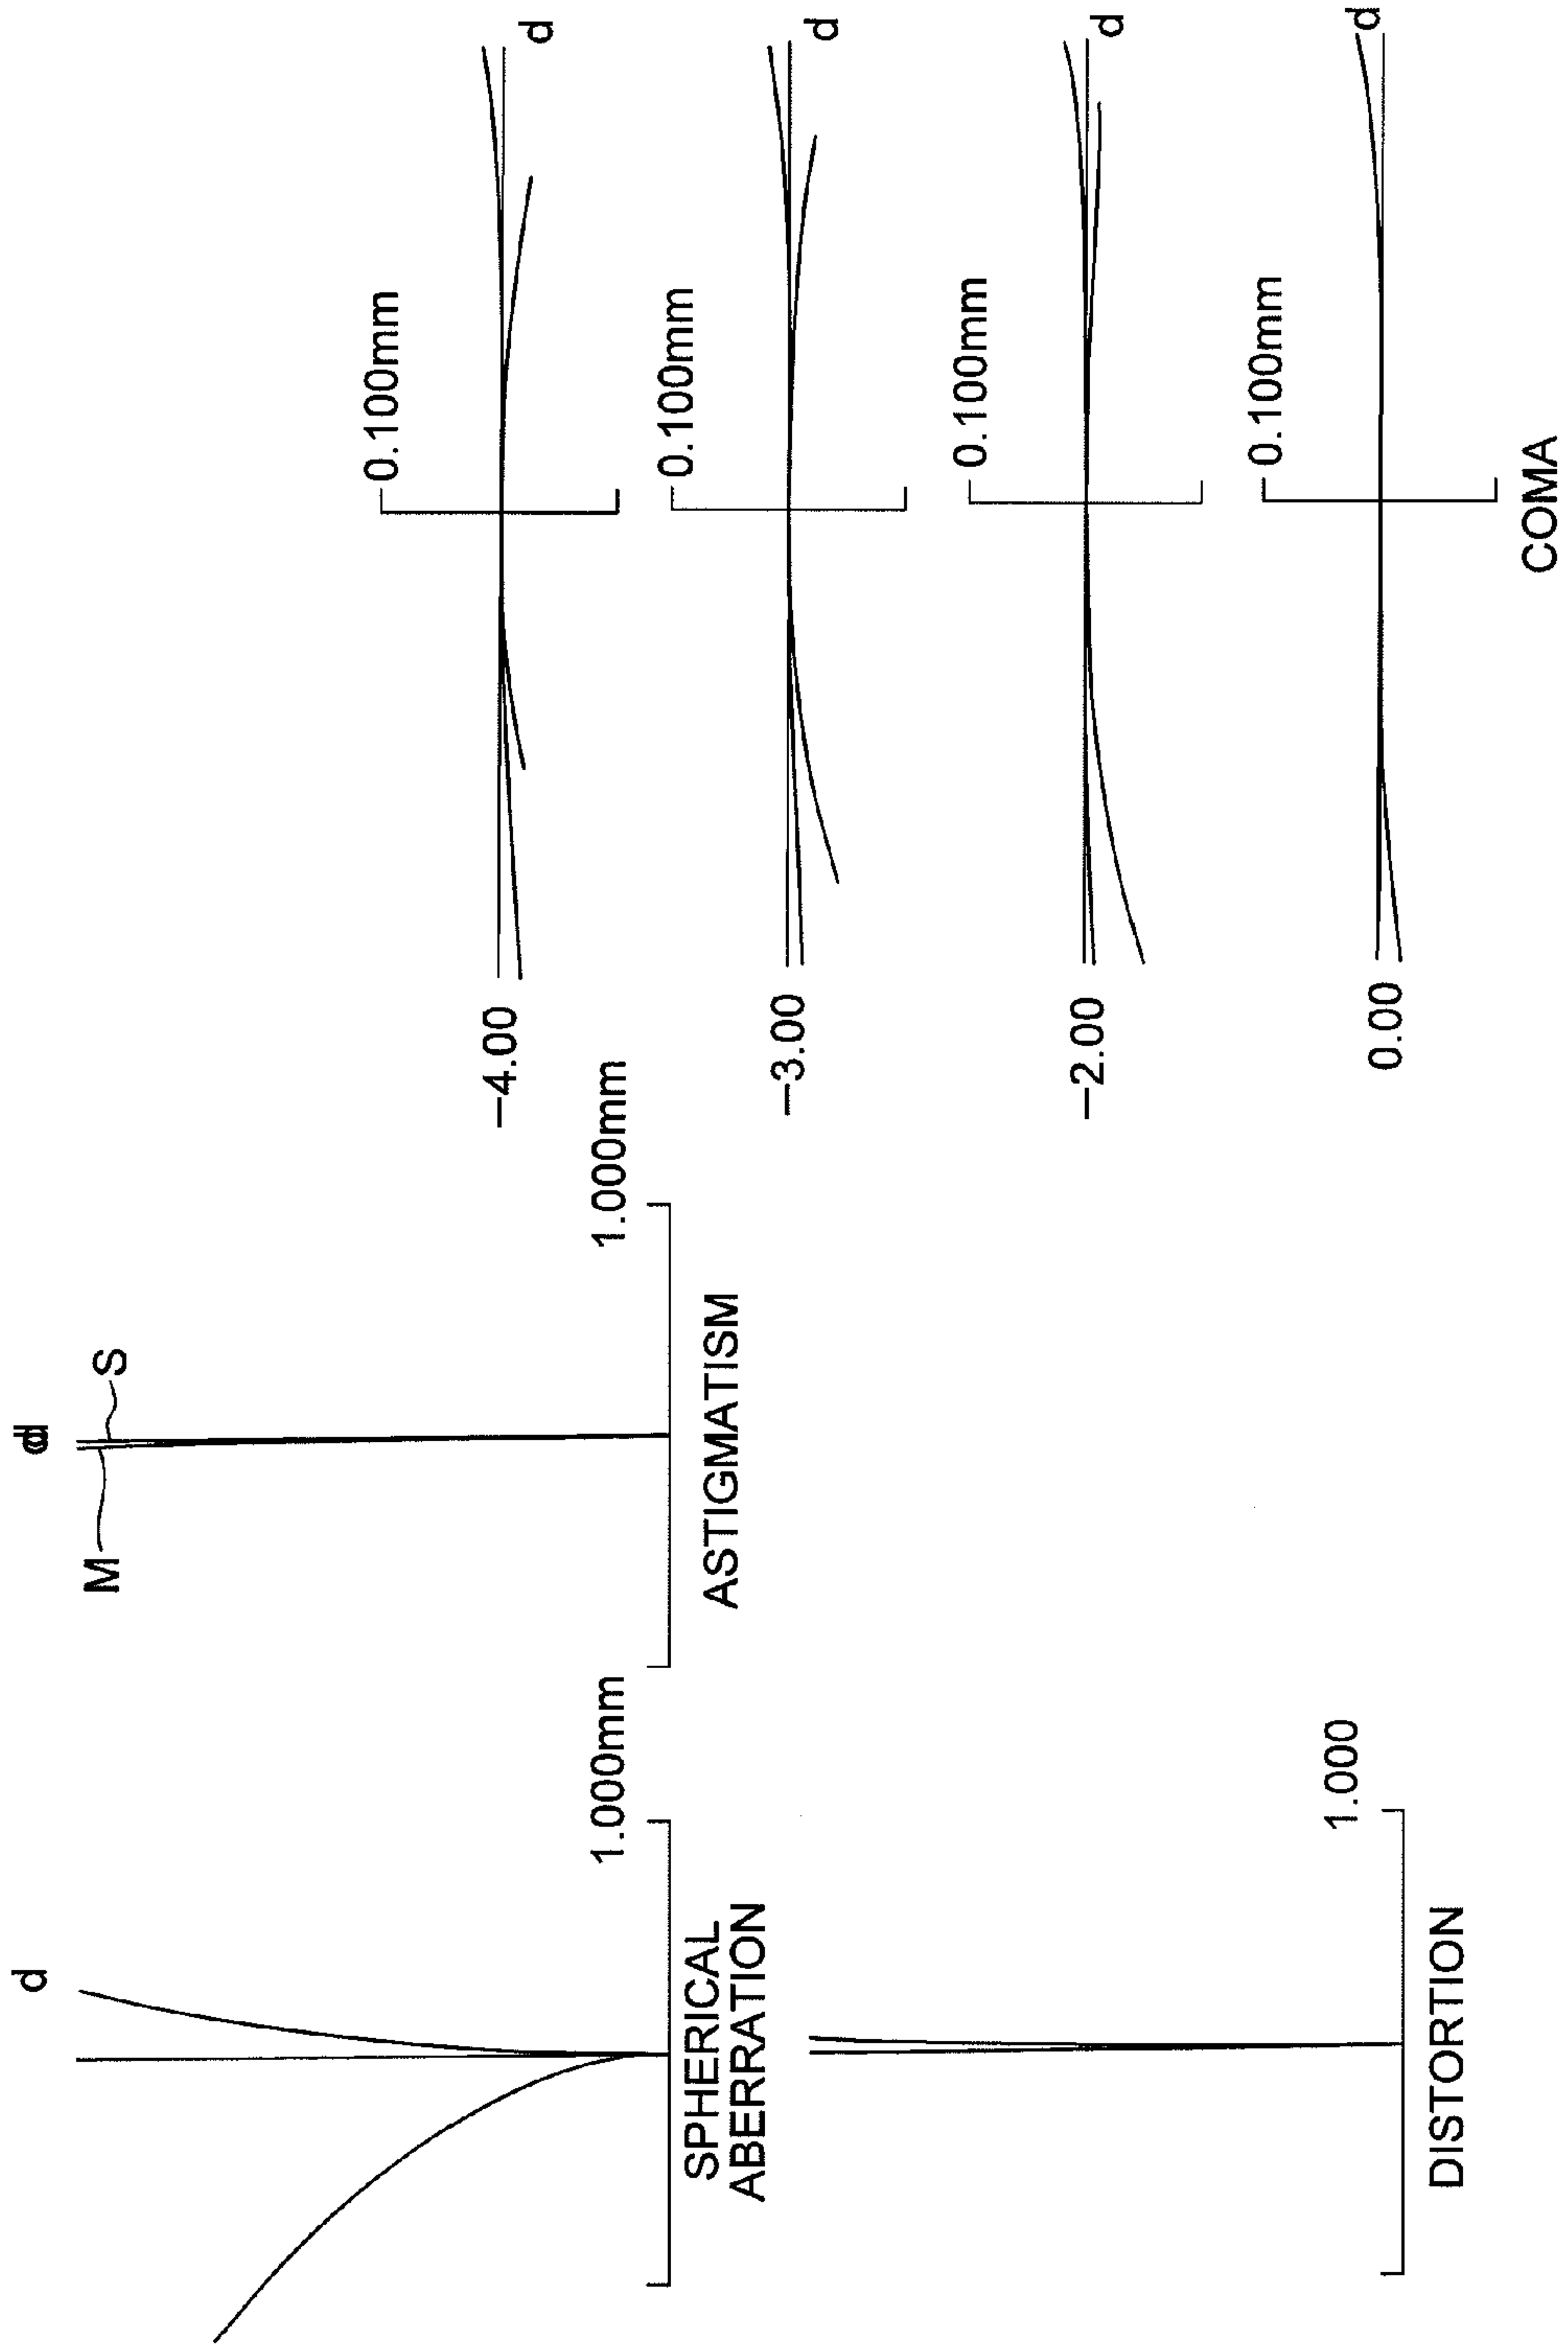 d
1.000mm
SPHERICAL
ABERRATION
dd
M
S
1.000mm
ASTIGMATISM
1.000
DISTORTION
0.100mm
−4.00
d
0.100mm
−3.00
d
0.100mm
−2.00
d
0.100mm
0.00
d
COMA